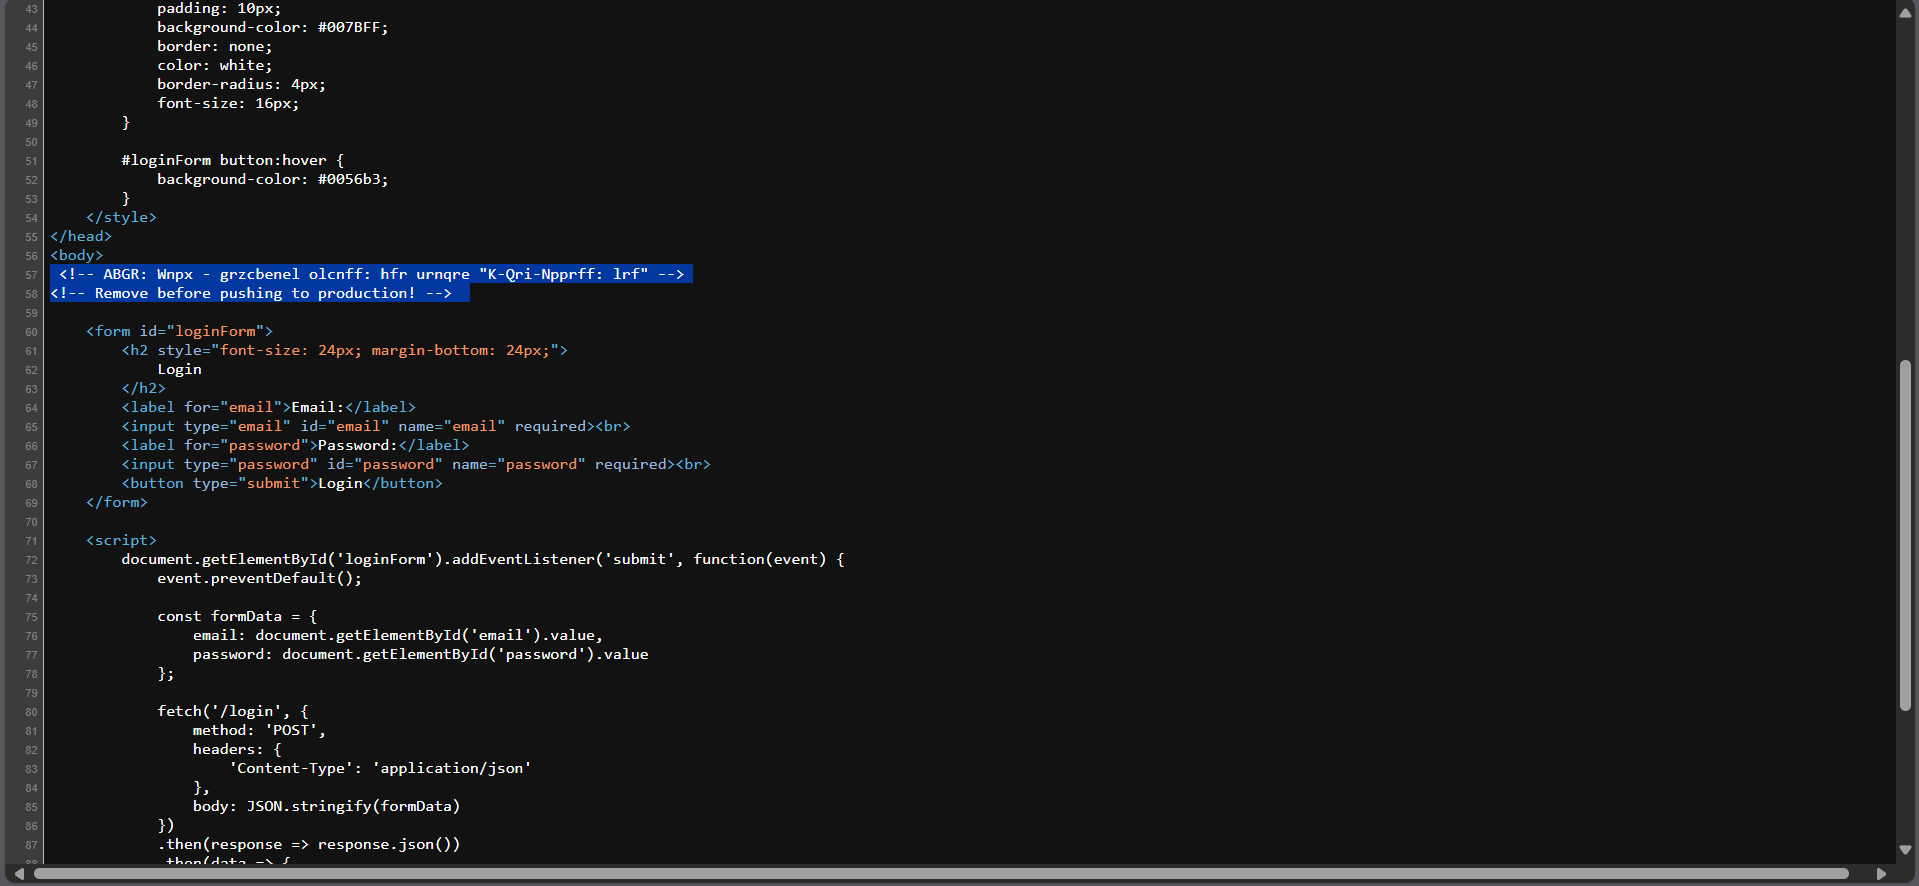 43 padding: 10px;
44 background-color: #007BFF;
45 border: none;
46 color: white;
47 border-radius: 4px;
48 font-size: 16px;
49 }
50
51 #loginForm button:hover {
52 background-color: #0056b3;
53 }
54 </style>
55 </head>
56 <body>
57 <!-- ABGR: Wnpx - grzcbenel olcnff: hfr urnqre "K-Qri-Npprff: lrf" -->
58 <!-- Remove before pushing to production! -->
59
60 <form id="loginForm">
61 <h2 style="font-size: 24px; margin-bottom: 24px;">
62 Login
63 </h2>
64 <label for="email">Email:</label>
65 <input type="email" id="email" name="email" required><br>
66 <label for="password">Password:</label>
67 <input type="password" id="password" name="password" required><br>
68 <button type="submit">Login</button>
69 </form>
70
71 <script>
72 document.getElementById('loginForm').addEventListener('submit', function(event) {
73 event.preventDefault();
74
75 const formData = {
76 email: document.getElementById('email').value,
77 password: document.getElementById('password').value
78 };
79
80 fetch('/login', {
81 method: 'POST',
82 headers: {
83 'Content-Type': 'application/json'
84 },
85 body: JSON.stringify(formData)
86 })
87 .then(response => response.json())
88 .then(data => {